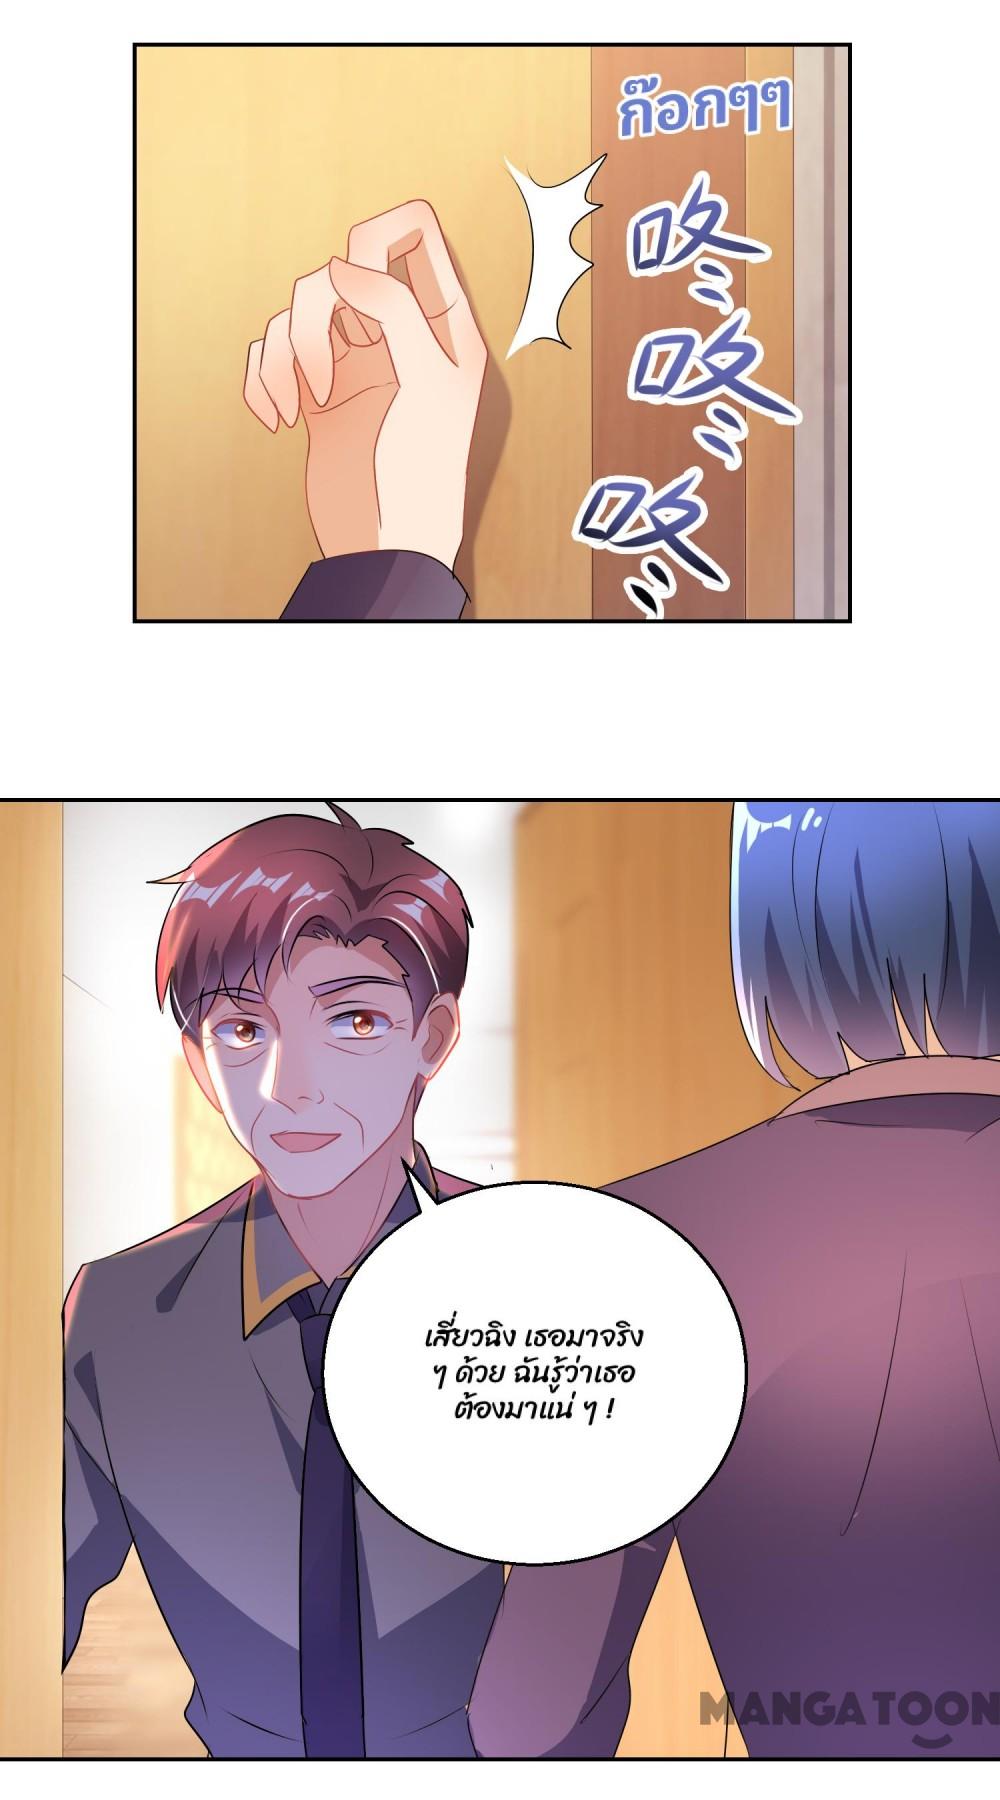 ก๊อกๆๆ
咚
咚
咚
เสี่ยวฉิง เธอมาจริง
ๆ ด้วย ฉันรู้ว่าเธอ
ต้องมาแน่ ๆ !
MANGATOON